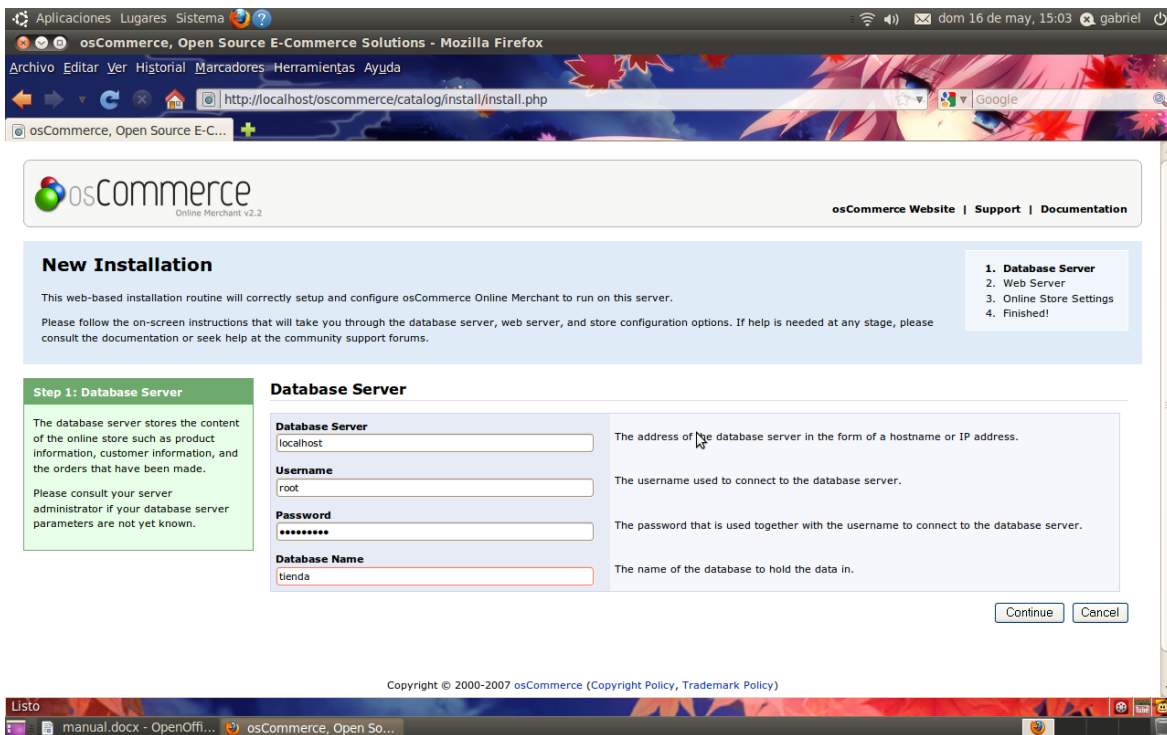 Aplicaciones Lugares Sistema
dom 16 de may, 15:03 gabriel
osCommerce, Open Source E-Commerce Solutions - Mozilla Firefox
Archivo Editar Ver Historial Marcadores Herramientas Ayuda
http://localhost/oscommerce/catalog/install/install.php
Google
osCommerce, Open Source E-C...
osCommerce
Online Merchant v2.2
osCommerce Website | Support | Documentation
New Installation
This web-based installation routine will correctly setup and configure osCommerce Online Merchant to run on this server.
Please follow the on-screen instructions that will take you through the database server, web server, and store configuration options. If help is needed at any stage, please
consult the documentation or seek help at the community support forums.
1. Database Server
2. Web Server
3. Online Store Settings
4. Finished!
Step 1: Database Server
The database server stores the content
of the online store such as product
information, customer information, and
the orders that have been made.
Please consult your server
administrator if your database server
parameters are not yet known.
Database Server
Database Server
localhost
The address of the database server in the form of a hostname or IP address.
Username
root
The username used to connect to the database server.
Password
•••••••••
The password that is used together with the username to connect to the database server.
Database Name
tienda
The name of the database to hold the data in.
Continue
Cancel
Copyright © 2000-2007 osCommerce (Copyright Policy, Trademark Policy)
Listo
manual.docx - OpenOffi...
osCommerce, Open So...